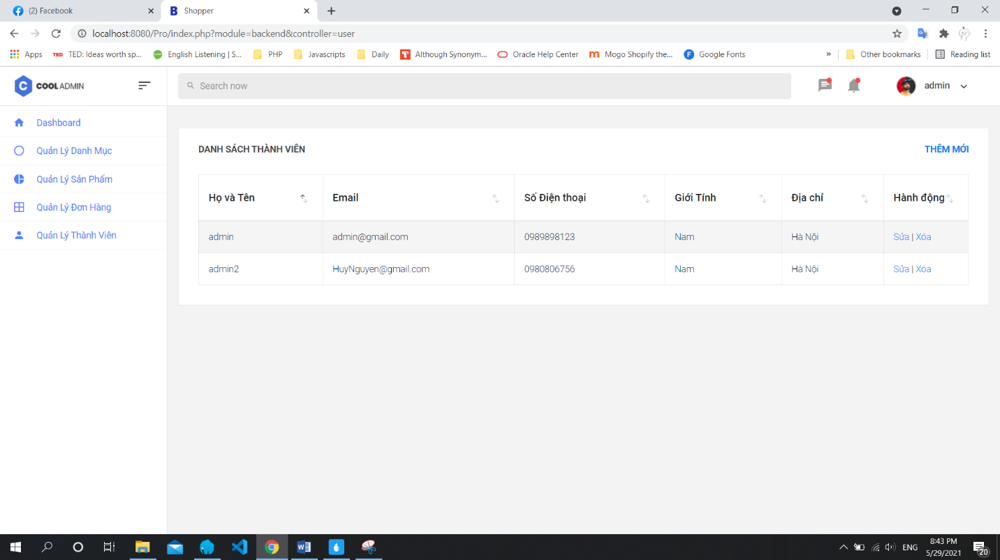 (2) Facebook
Shopper
localhost:8080/Pro/index.php?module=backend&controller=user
Apps
TED
TED: Ideas worth sp...
English Listening | S...
PHP
Javascripts
Daily
Although Synonym...
Oracle Help Center
Mogo Shopify the...
Google Fonts
»
Other bookmarks
Reading list
COOL ADMIN
Search now
admin
Dashboard
Quản Lý Danh Mục
Quản Lý Sản Phẩm
Quản Lý Đơn Hàng
Quản Lý Thành Viên
DANH SÁCH THÀNH VIÊN
THÊM MỚI
Họ và Tên Email Số Điện thoại Giới Tính Địa chỉ Hành động
admin admin@gmail.com 0989898123 Nam Hà Nội Sửa | Xóa
admin2 HuyNguyen@gmail.com 0980806756 Nam Hà Nội Sửa | Xóa
ENG
8:43 PM
5/29/2021
20